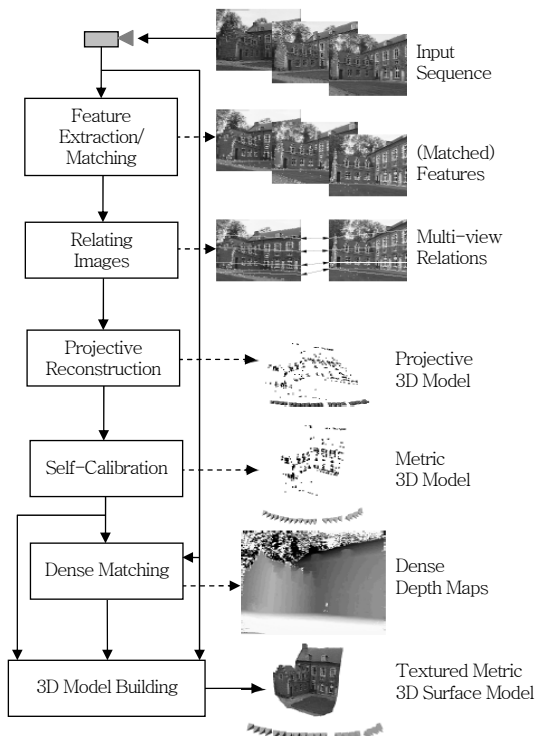 Input
Sequence
Feature
Extraction/
Matching
(Matched)
Features
Relating
Images
Multi-view
Relations
Projective
Reconstruction
Projective
3D Model
Self-Calibration
Metric
3D Model
Dense Matching
Dense
Depth Maps
3D Model Building
Textured Metric
3D Surface Model